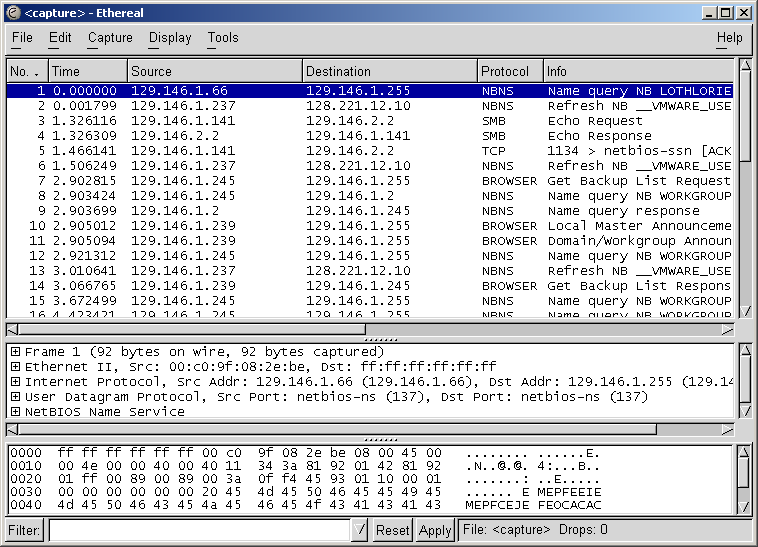 <capture> - Ethereal
File Edit Capture Display Tools Help
No. Time Source Destination Protocol Info
1 0.000000 129.146.1.66 129.146.1.255 NBNS Name query NB LOTHLORIE
2 0.001799 129.146.1.237 128.221.12.10 NBNS Refresh NB __VMWARE_USE
3 1.326116 129.146.1.141 129.146.2.2 SMB Echo Request
4 1.326309 129.146.2.2 129.146.1.141 SMB Echo Response
5 1.466141 129.146.1.141 129.146.2.2 TCP 1134 > netbios-ssn [ACK
6 1.506249 129.146.1.237 128.221.12.10 NBNS Refresh NB __VMWARE_USE
7 2.902815 129.146.1.245 129.146.1.255 BROWSER Get Backup List Request
8 2.903424 129.146.1.245 129.146.1.2 NBNS Name query NB WORKGROUP
9 2.903699 129.146.1.2 129.146.1.245 NBNS Name query response
10 2.905012 129.146.1.239 129.146.1.255 BROWSER Local Master Announceme
11 2.905094 129.146.1.239 129.146.1.255 BROWSER Domain/Workgroup Announ
12 2.921312 129.146.1.245 129.146.1.255 NBNS Name query NB WORKGROUP
13 3.010641 129.146.1.237 128.221.12.10 NBNS Refresh NB __VMWARE_USE
14 3.066765 129.146.1.239 129.146.1.245 BROWSER Get Backup List Respons
15 3.672499 129.146.1.245 129.146.1.255 NBNS Name query NB WORKGROUP
16 4.423421 129.146.1.245 129.146.1.255 NBNS Name query NB WORKGROUP
Frame 1 (92 bytes on wire, 92 bytes captured)
Ethernet II, Src: 00:c0:9f:08:2e:be, Dst: ff:ff:ff:ff:ff:ff
Internet Protocol, Src Addr: 129.146.1.66 (129.146.1.66), Dst Addr: 129.146.1.255 (129.14
User Datagram Protocol, Src Port: netbios-ns (137), Dst Port: netbios-ns (137)
NetBIOS Name Service
0000 ff ff ff ff ff ff 00 c0 9f 08 2e be 08 00 45 00 ........ ......E.
0010 00 4e 00 00 40 00 40 11 34 3a 81 92 01 42 81 92 .N..@.@. 4:...B..
0020 01 ff 00 89 00 89 00 3a 0f f4 45 93 01 10 00 01 .......: ..E.....
0030 00 00 00 00 00 00 20 45 4d 45 50 46 45 45 49 45 ...... E MEPFEEIE
0040 4d 45 50 46 43 45 4a 45 46 45 4f 43 41 43 41 43 MEPFCEJE FEOCACAC
Filter: Reset Apply File: <capture> Drops: 0